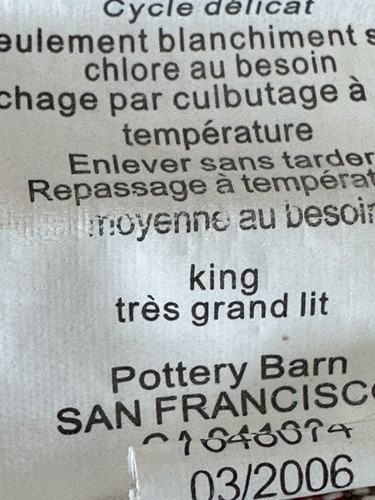 Cycle délicat
eulement blanchiment s
chlore au besoin
chage par culbutage à
température
Enlever sans tarder
Repassage à températ
moyenne au besoin
king
très grand lit
Pottery Barn
SAN FRANCISC
03/2006